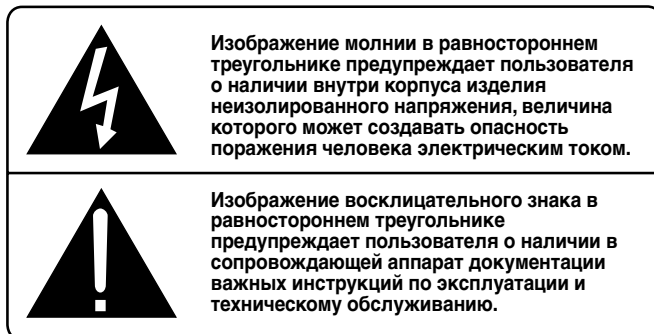 Изображение молнии в равностороннем
треугольнике предупреждает пользователя
о наличии внутри корпуса изделия
неизолированного напряжения, величина
которого может создавать опасность
поражения человека электрическим током.
Изображение восклицательного знака в
равностороннем треугольнике
предупреждает пользователя о наличии в
сопровождающей аппарат документации
важных инструкций по эксплуатации и
техническому обслуживанию.